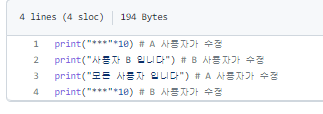 4 lines (4 sloc) 194 Bytes
1 print("***"*10) # A 사용자가 수정
2 print("사용자 B 입니다") # B 사용자가 수정
3 print("모든 사용자 입니다") # A 사용자가 수정
4 print("***"*10) # B 사용자가 수정